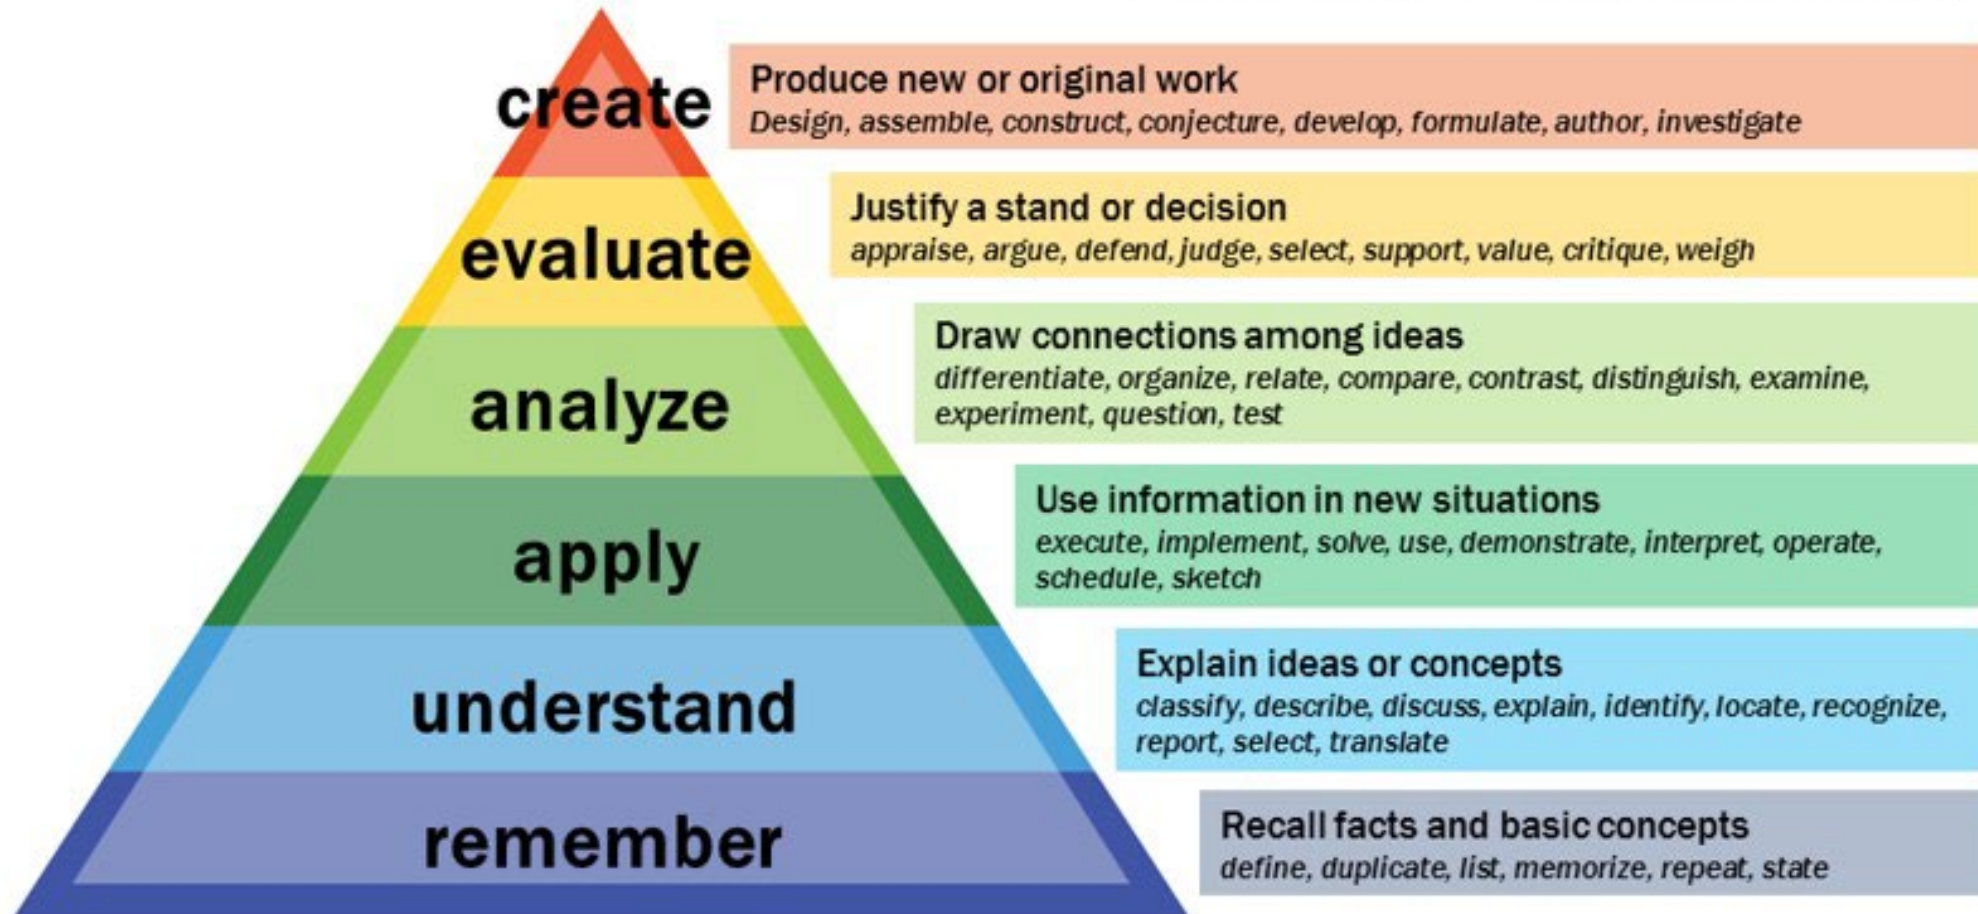 create
Produce new or original work
Design, assemble, construct, conjecture, develop, formulate, author, investigate
evaluate
Justify a stand or decision
appraise, argue, defend, judge, select, support, value, critique, weigh
analyze
Draw connections among ideas
differentiate, organize, relate, compare, contrast, distinguish, examine,
experiment, question, test
apply
Use information in new situations
execute, implement, solve, use, demonstrate, interpret, operate,
schedule, sketch
understand
Explain ideas or concepts
classify, describe, discuss, explain, identify, locate, recognize,
report, select, translate
remember
Recall facts and basic concepts
define, duplicate, list, memorize, repeat, state